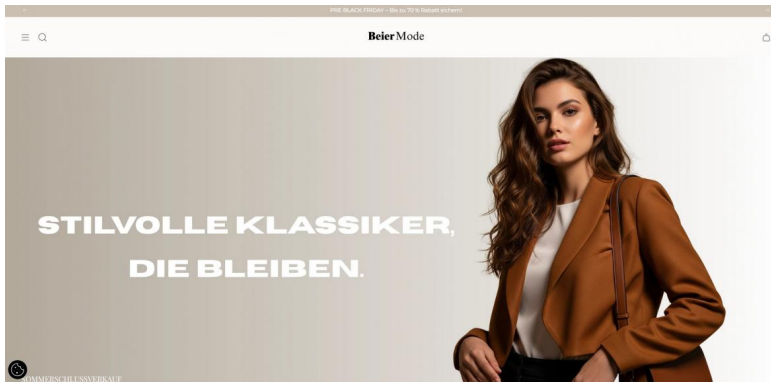 PRE BLACK FRIDAY – Bis zu 70% Rabatt sichern!
Beier Mode
STILVOLLE KLASSIKER,
DIE BLEIBEN.
SOMMERSCHLUSSVERKAUF